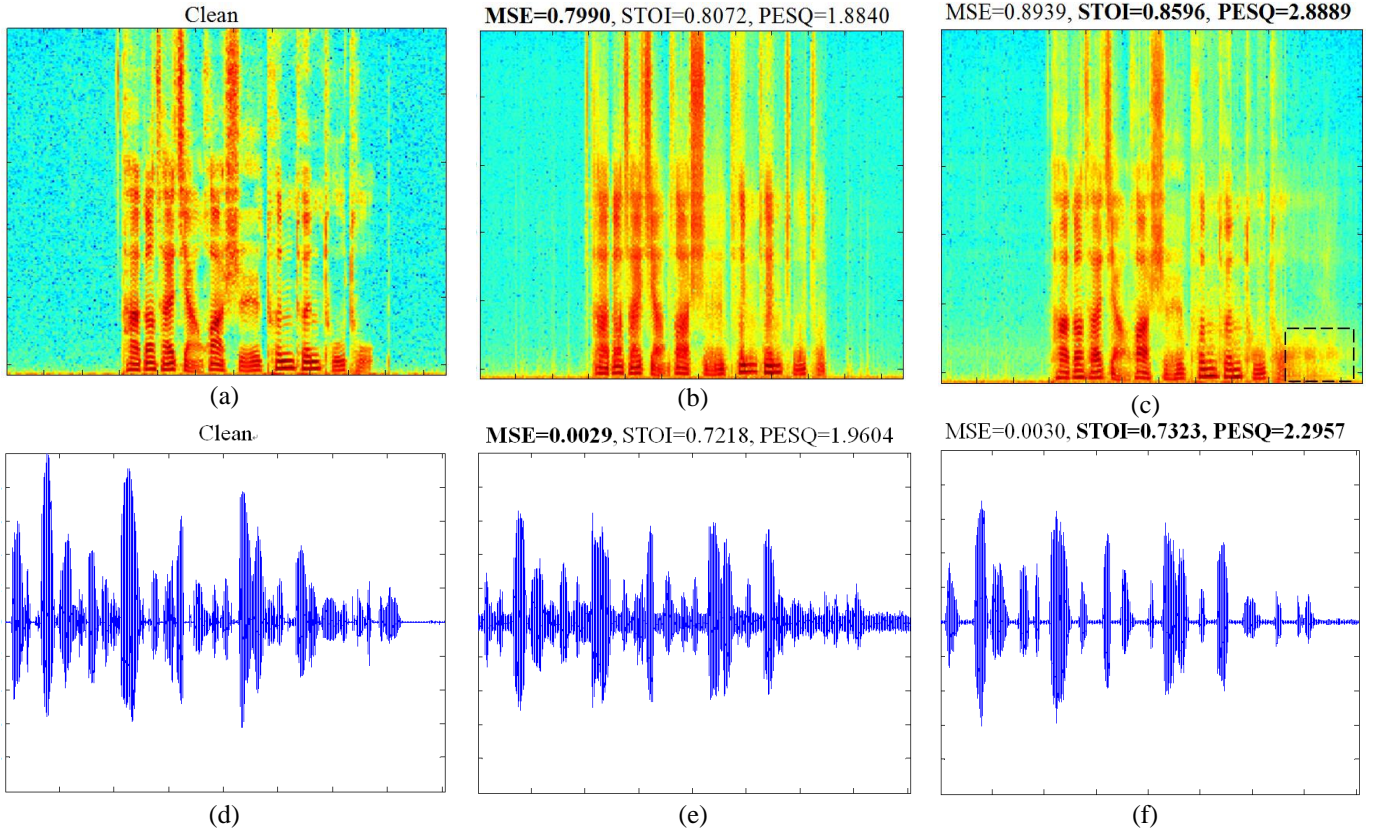 Clean
MSE=0.7990, STOI=0.8072, PESQ=1.8840
MSE=0.8939, STOI=0.8596, PESQ=2.8889
(a)
(b)
(c)
Clean
MSE=0.0029, STOI=0.7218, PESQ=1.9604
MSE=0.0030, STOI=0.7323, PESQ=2.2957
(d)
(e)
(f)